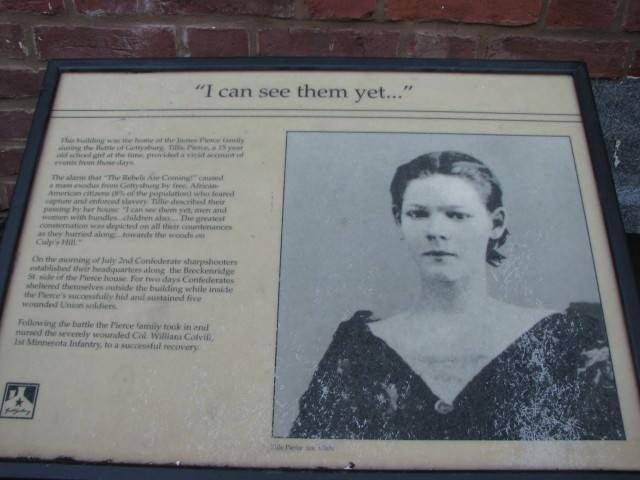 "I can see them yet..."
This building was the home of the James Pierce family
during the Battle of Gettysburg. Tillie Pierce, a 15 year
old school girl at the time, provided a vivid account of
events from those days.
The alarm that "The Rebels Are Coming!" caused
a mass exodus from Gettysburg by free, African-
American citizens (8% of the population) who feared
capture and enforced slavery. Tillie described their
passing by her house: "I can see them yet; men and
women with bundles...children also.... The greatest
consternation was depicted on all their countenances
as they hurried along;...towards the woods on
Culp's Hill."
On the morning of July 2nd Confederate sharpshooters
established their headquarters along the Breckenridge
St. side of the Pierce house. For two days Confederates
sheltered themselves outside the building while inside
the Pierce's successfully hid and sustained five
wounded Union soldiers.
Following the battle the Pierce family took in and
nursed the severely wounded Col. William Colvill,
1st Minnesota Infantry, to a successful recovery.
Gettysburg
Tillie Pierce